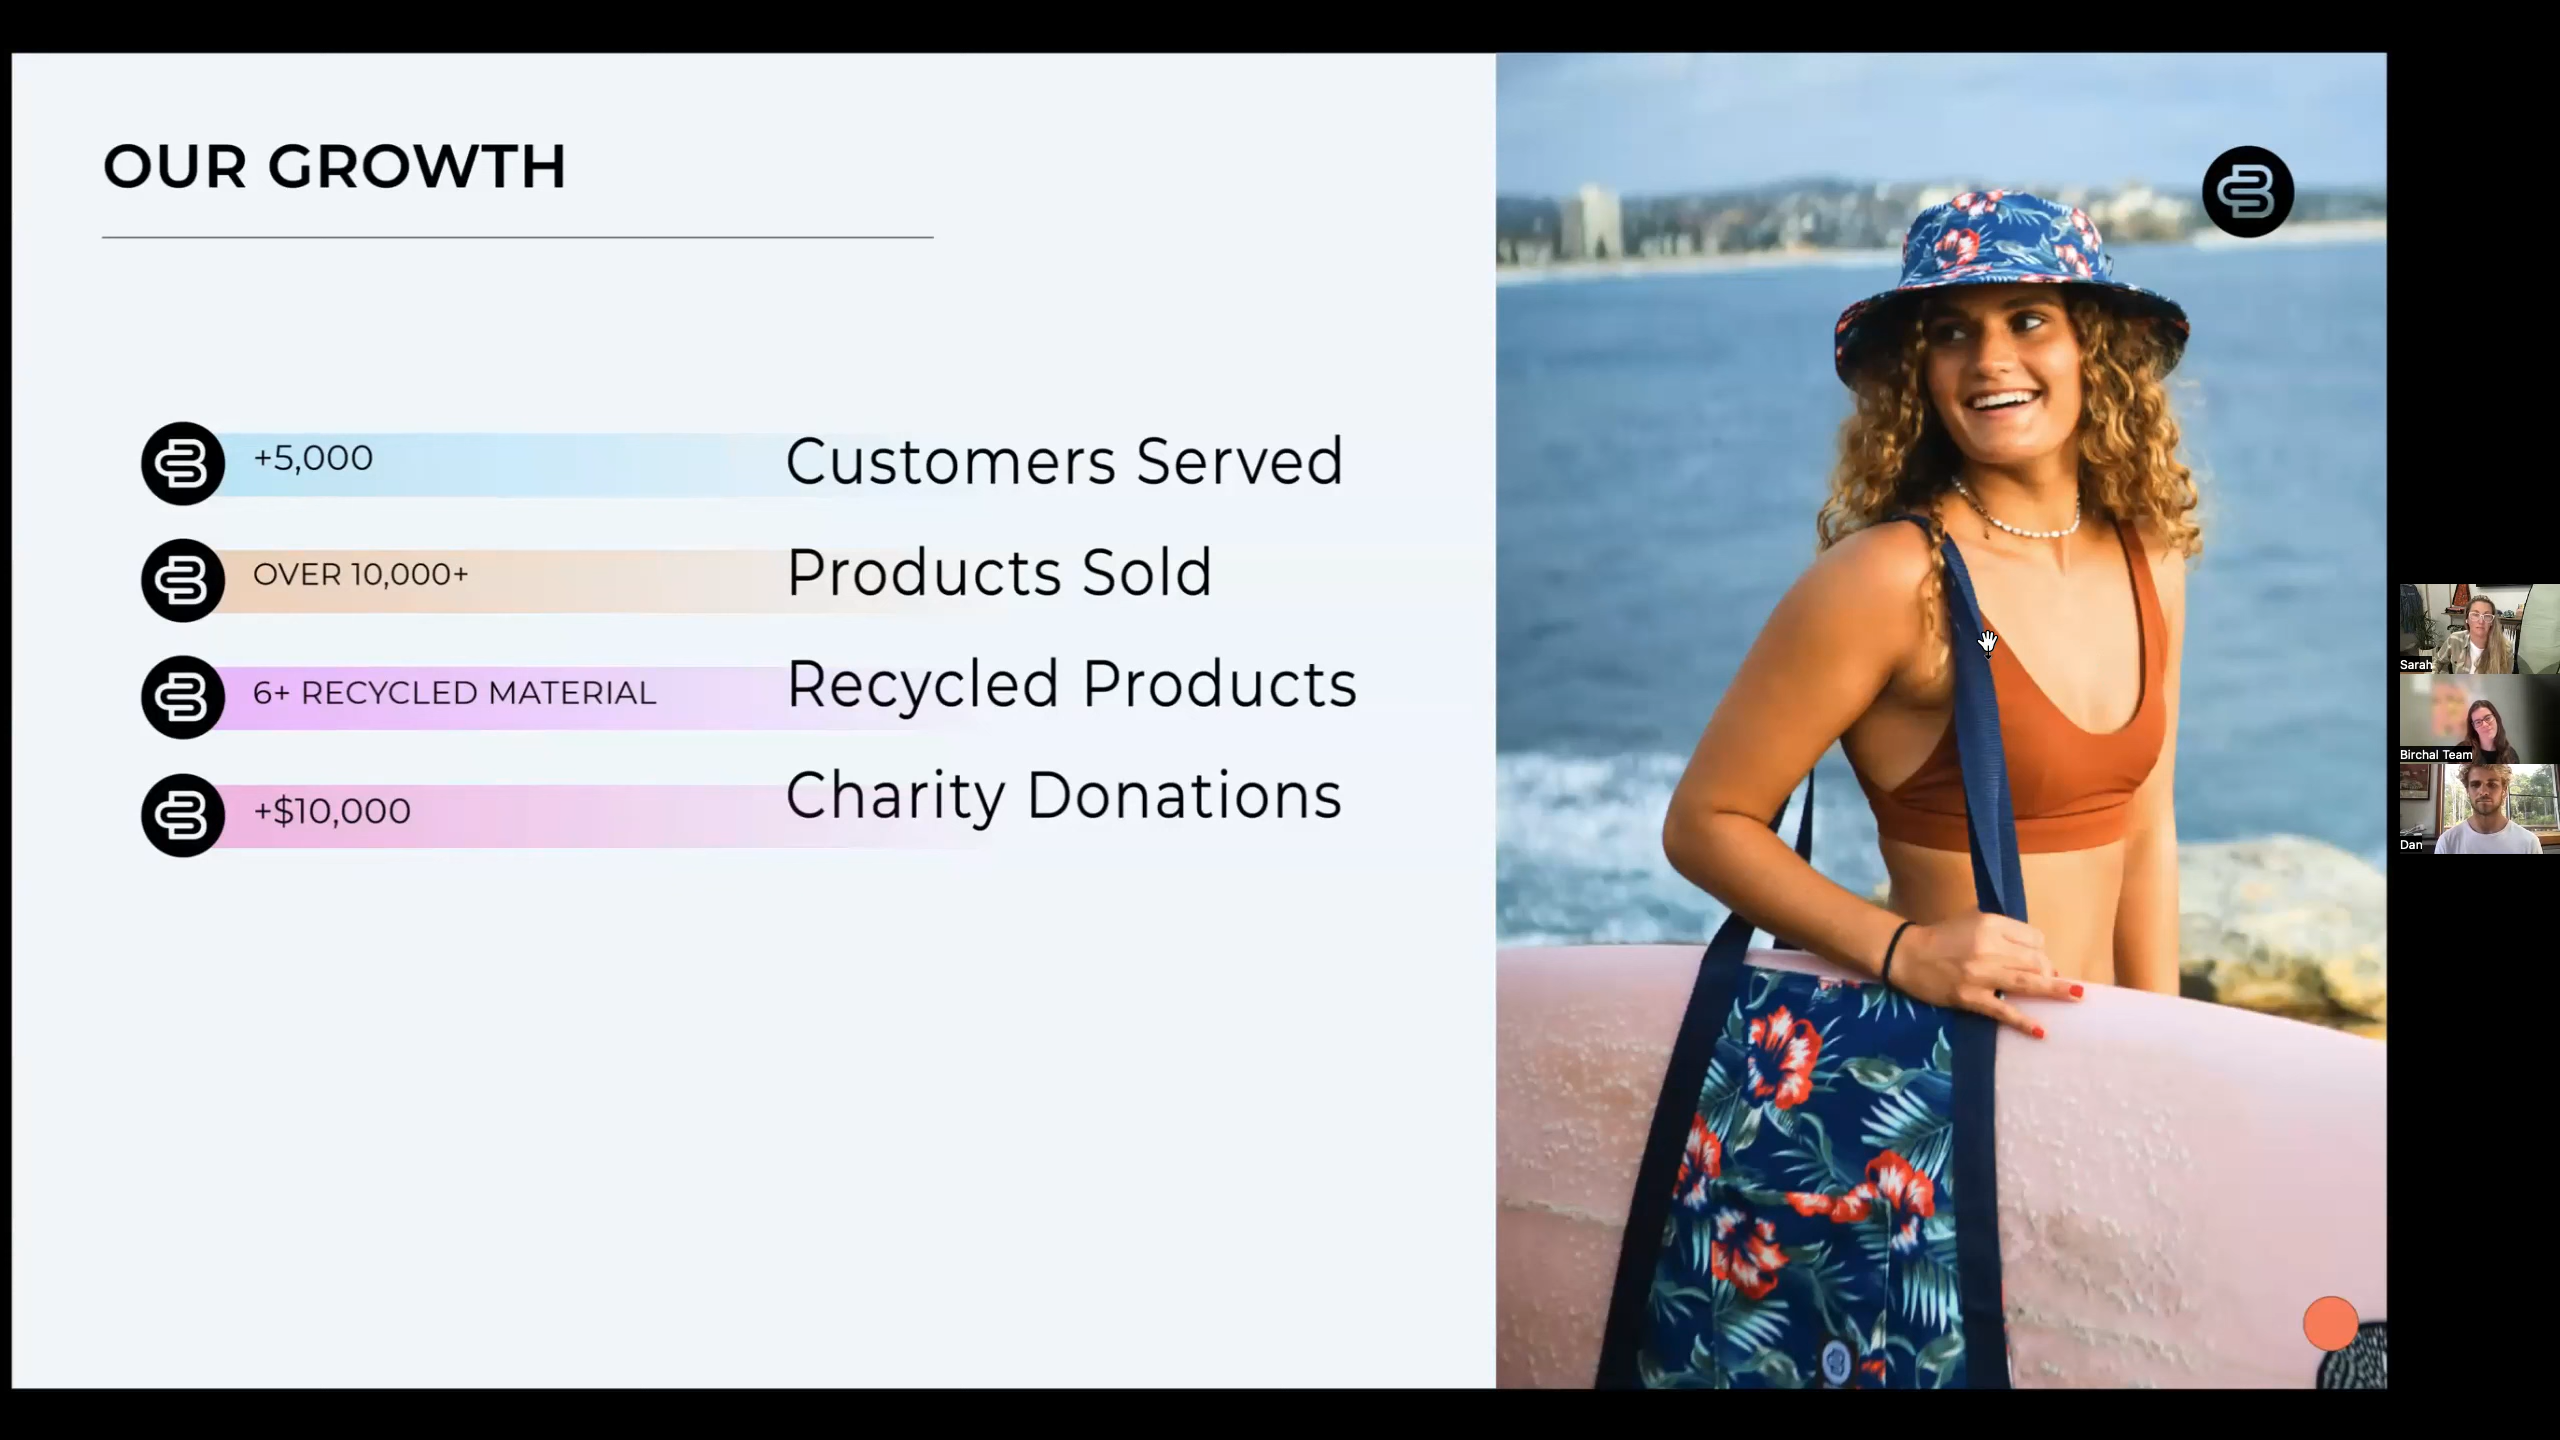 OUR GROWTH
+5,000
Customers Served
OVER 10,000+
Products Sold
6+ RECYCLED MATERIAL
Recycled Products
+$10,000
Charity Donations
Sarah
Birchal Team
Dan